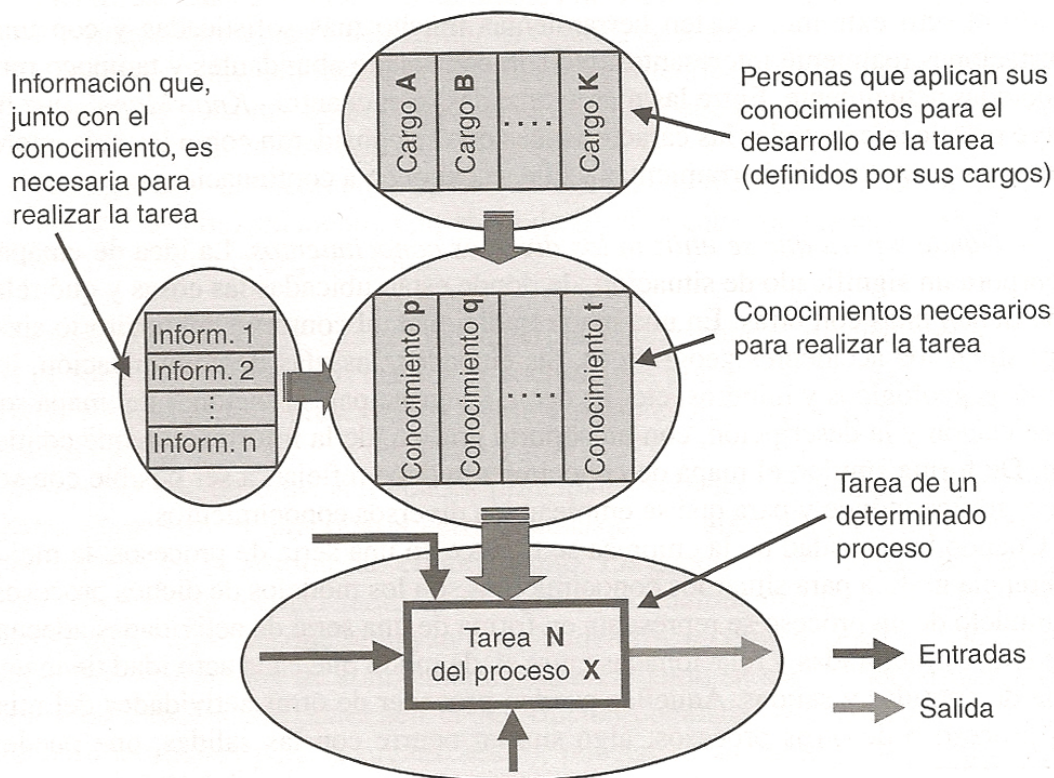 Información que,
junto con el
conocimiento, es
necesaria para
realizar la tarea
Cargo A
Cargo B
....
Cargo K
Personas que aplican sus
conocimientos para el
desarrollo de la tarea
(definidos por sus cargos)
Inform. 1
Inform. 2
⋮
Inform. n
Conocimiento p
Conocimiento q
....
Conocimiento t
Conocimientos necesarios
para realizar la tarea
Tarea de un
determinado
proceso
Tarea N
del proceso X
Entradas
Salida